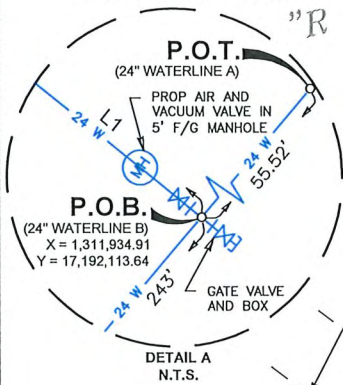 "R
P.O.T.
(24" WATERLINE A)
PROP AIR AND
VACUUM VALVE IN
5' F/G MANHOLE
L1
24 W
MH
24 W
55.52'
P.O.B.
(24" WATERLINE B)
X = 1,311,934.91
Y = 17,192,113.64
24 W
243'
GATE VALVE
AND BOX
DETAIL A
N.T.S.